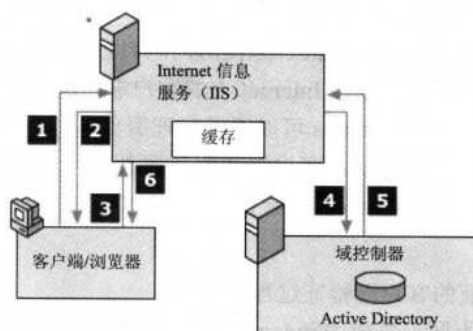 Internet 信息
服务（IIS）
缓存
1
2
3
6
4
5
客户端/浏览器
域控制器
Active Directory